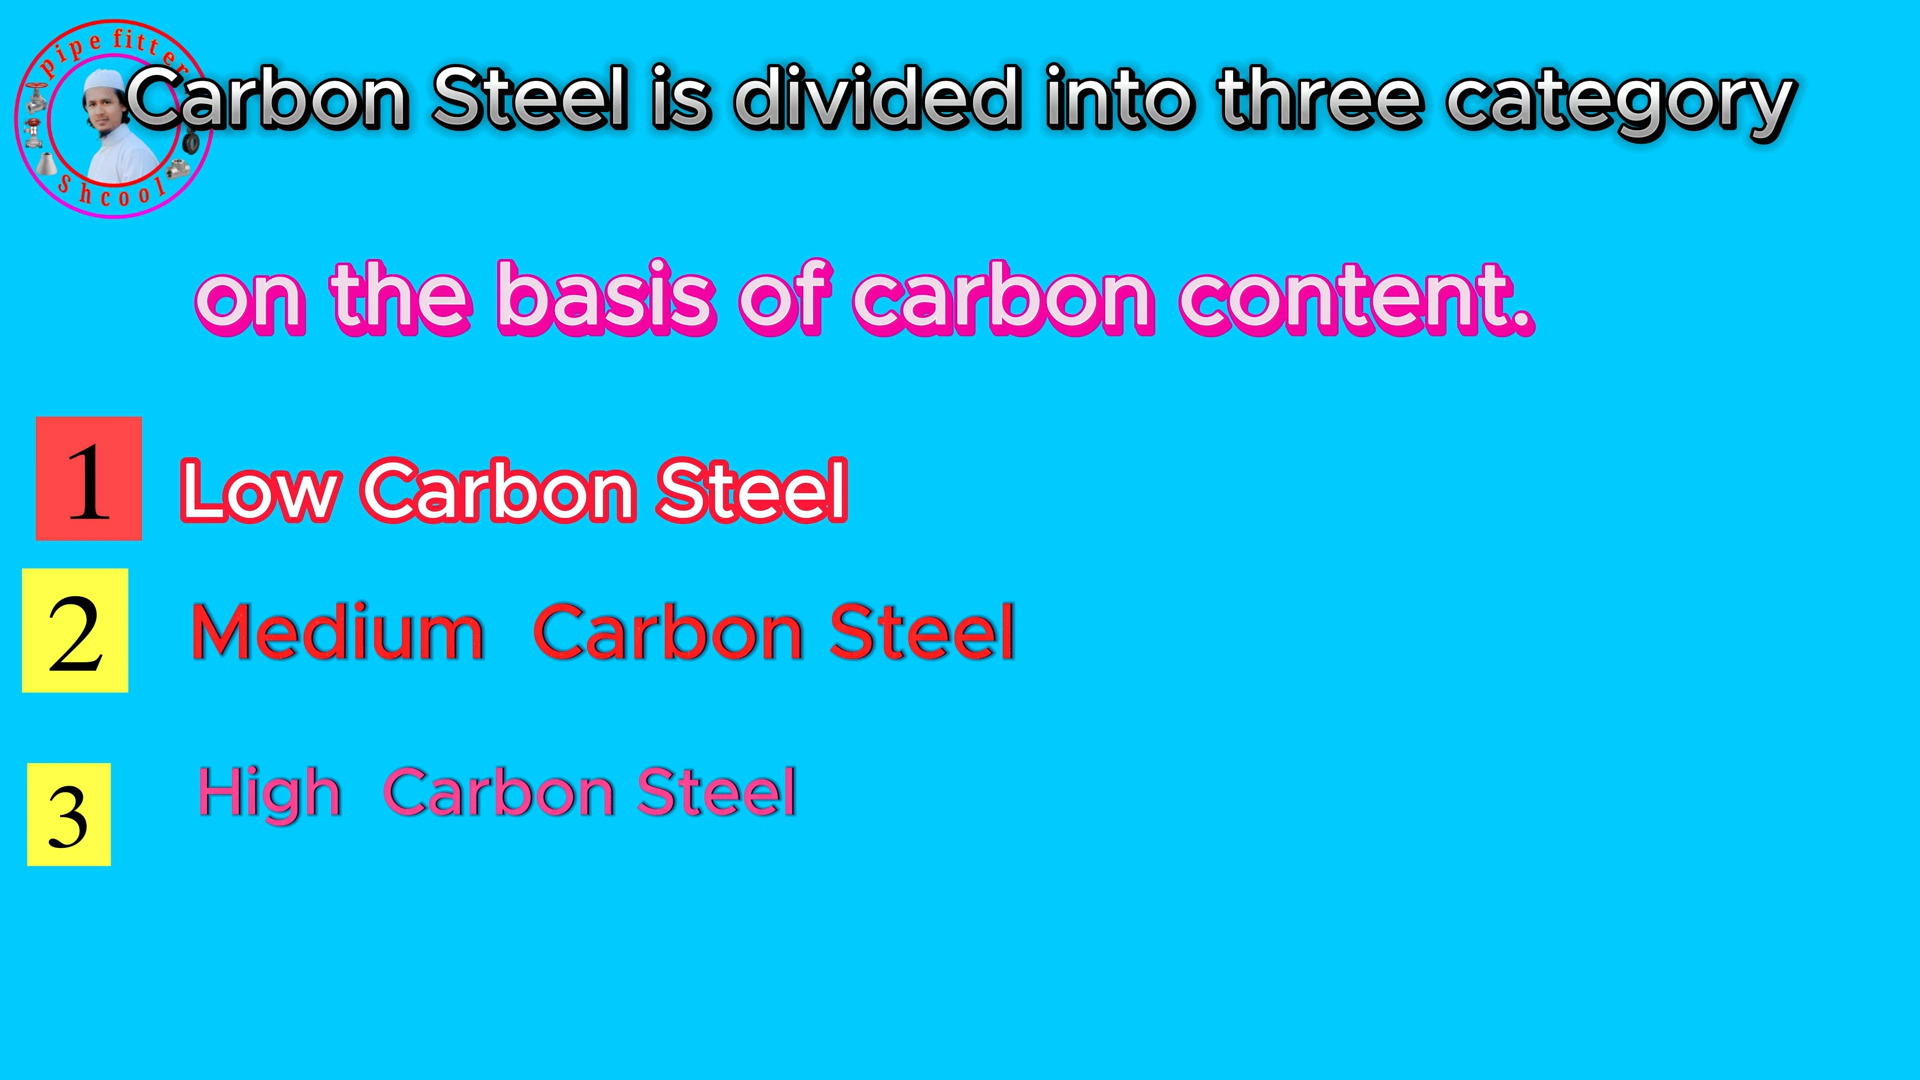 pipe fitter
Shcool
Carbon Steel is divided into three category
on the basis of carbon content.
1 Low Carbon Steel
2 Medium Carbon Steel
3 High Carbon Steel